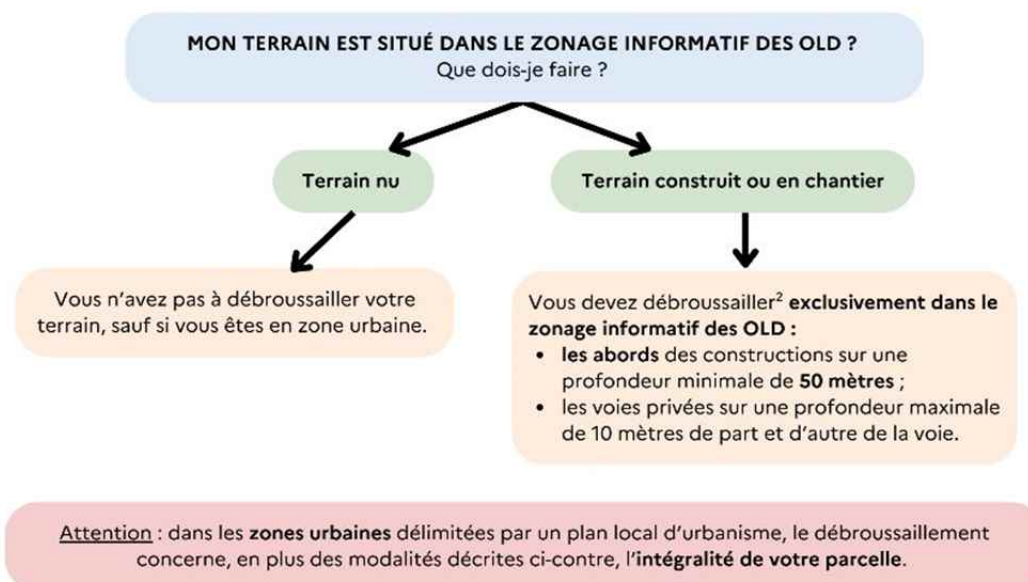 MON TERRAIN EST SITUÉ DANS LE ZONAGE INFORMATIF DES OLD ?
Que dois-je faire ?
Terrain nu
Terrain construit ou en chantier
Vous n'avez pas à débroussailler votre
terrain, sauf si vous êtes en zone urbaine.
Vous devez débroussailler² exclusivement dans le
zonage informatif des OLD :
• les abords des constructions sur une
profondeur minimale de 50 mètres ;
• les voies privées sur une profondeur maximale
de 10 mètres de part et d'autre de la voie.
Attention : dans les zones urbaines délimitées par un plan local d'urbanisme, le débroussaillement
concerne, en plus des modalités décrites ci-contre, l'intégralité de votre parcelle.